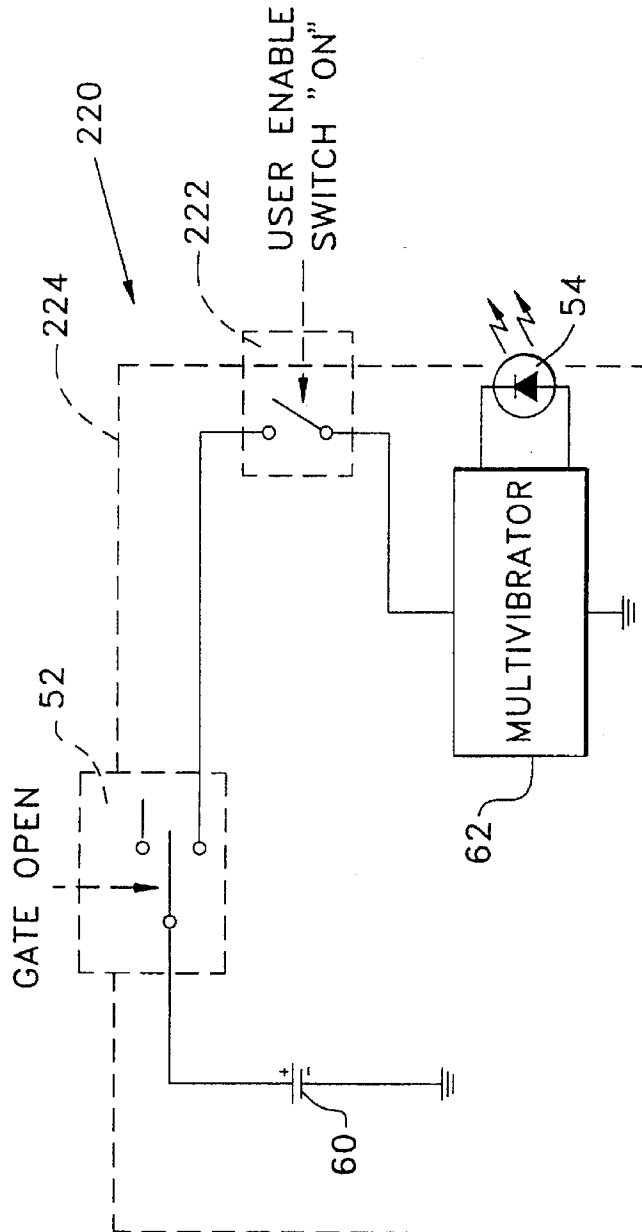 GATE OPEN
52
224
220
222
USER ENABLE
SWITCH "ON"
+
-
60
62
MULTIVIBRATOR
54